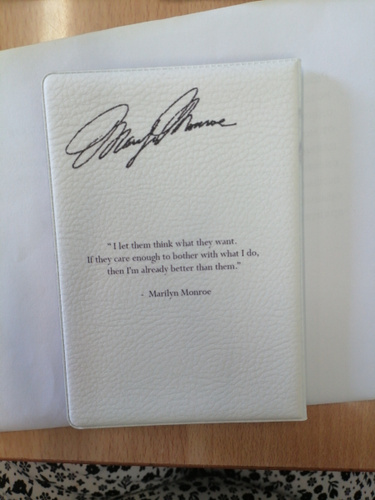 Marilyn Monroe
“I let them think what they want.
If they care enough to bother with what I do,
then I'm already better than them.”
- Marilyn Monroe